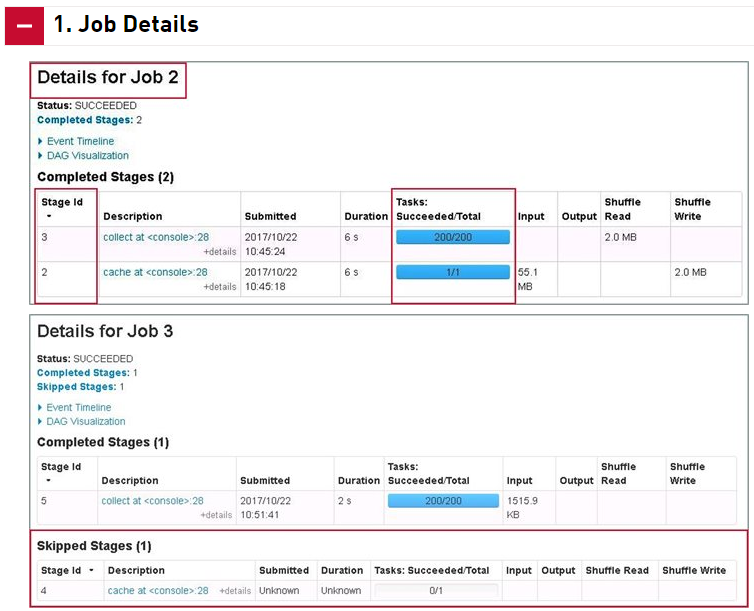 1. Job Details
Details for Job 2
Status: SUCCEEDED
Completed Stages: 2
Event Timeline
DAG Visualization
Completed Stages (2)
Stage Id Description Submitted Duration Tasks: Succeeded/Total Input Output Shuffle Read Shuffle Write
3 collect at <console>:28 +details 2017/10/22 10:45:24 6 s 200/200 2.0 MB
2 cache at <console>:28 +details 2017/10/22 10:45:18 6 s 1/1 55.1 MB 2.0 MB
Details for Job 3
Status: SUCCEEDED
Completed Stages: 1
Skipped Stages: 1
Event Timeline
DAG Visualization
Completed Stages (1)
Stage Id Description Submitted Duration Tasks: Succeeded/Total Input Output Shuffle Read Shuffle Write
5 collect at <console>:28 +details 2017/10/22 10:51:41 2 s 200/200 1515.9 KB
Skipped Stages (1)
Stage Id Description Submitted Duration Tasks: Succeeded/Total Input Output Shuffle Read Shuffle Write
4 cache at <console>:28 +details Unknown Unknown 0/1